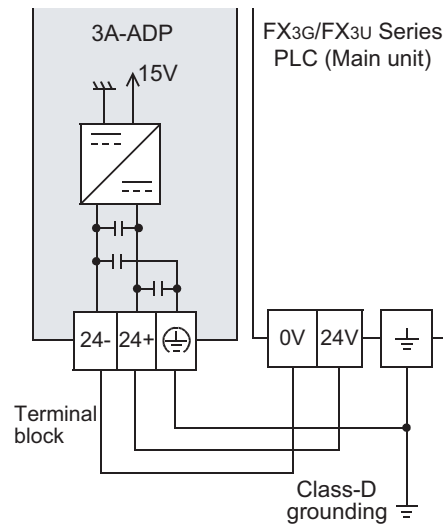 3A-ADP
FX3G/FX3U Series
PLC (Main unit)
15V
24-
24+
0V
24V
Terminal
block
Class-D
grounding